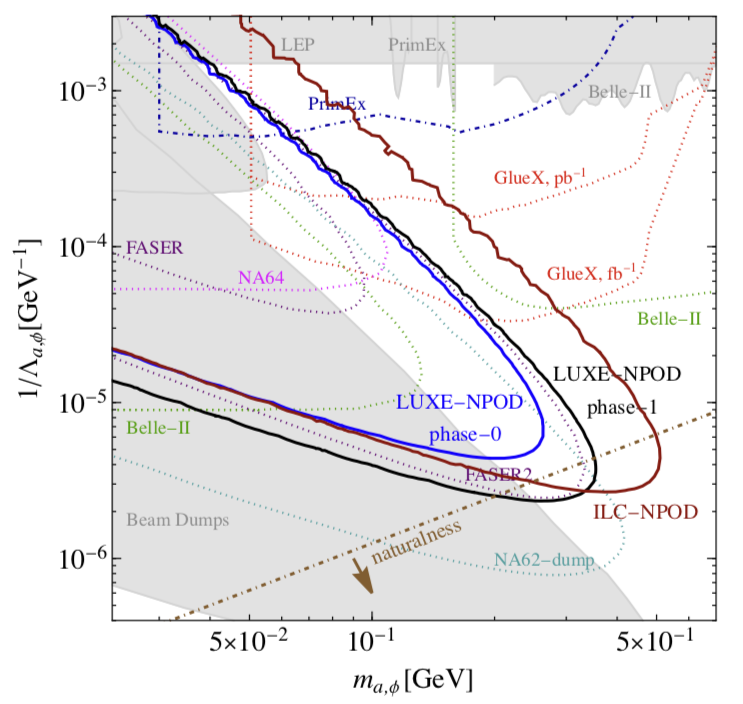 LEP
PrimEx
10⁻³
Belle−II
PrimEx
GlueX, pb⁻¹
10⁻⁴
FASER
NA64
GlueX, fb⁻¹
Belle−II
LUXE−NPOD
phase−1
10⁻⁵
LUXE−NPOD
phase−0
Belle−II
FASER2
Beam Dumps
ILC−NPOD
naturalness
10⁻⁶
NA62−dump
5×10⁻²
10⁻¹
5×10⁻¹
1/Λₐ,ᵩ[GeV⁻¹]
mₐ,ᵩ[GeV]